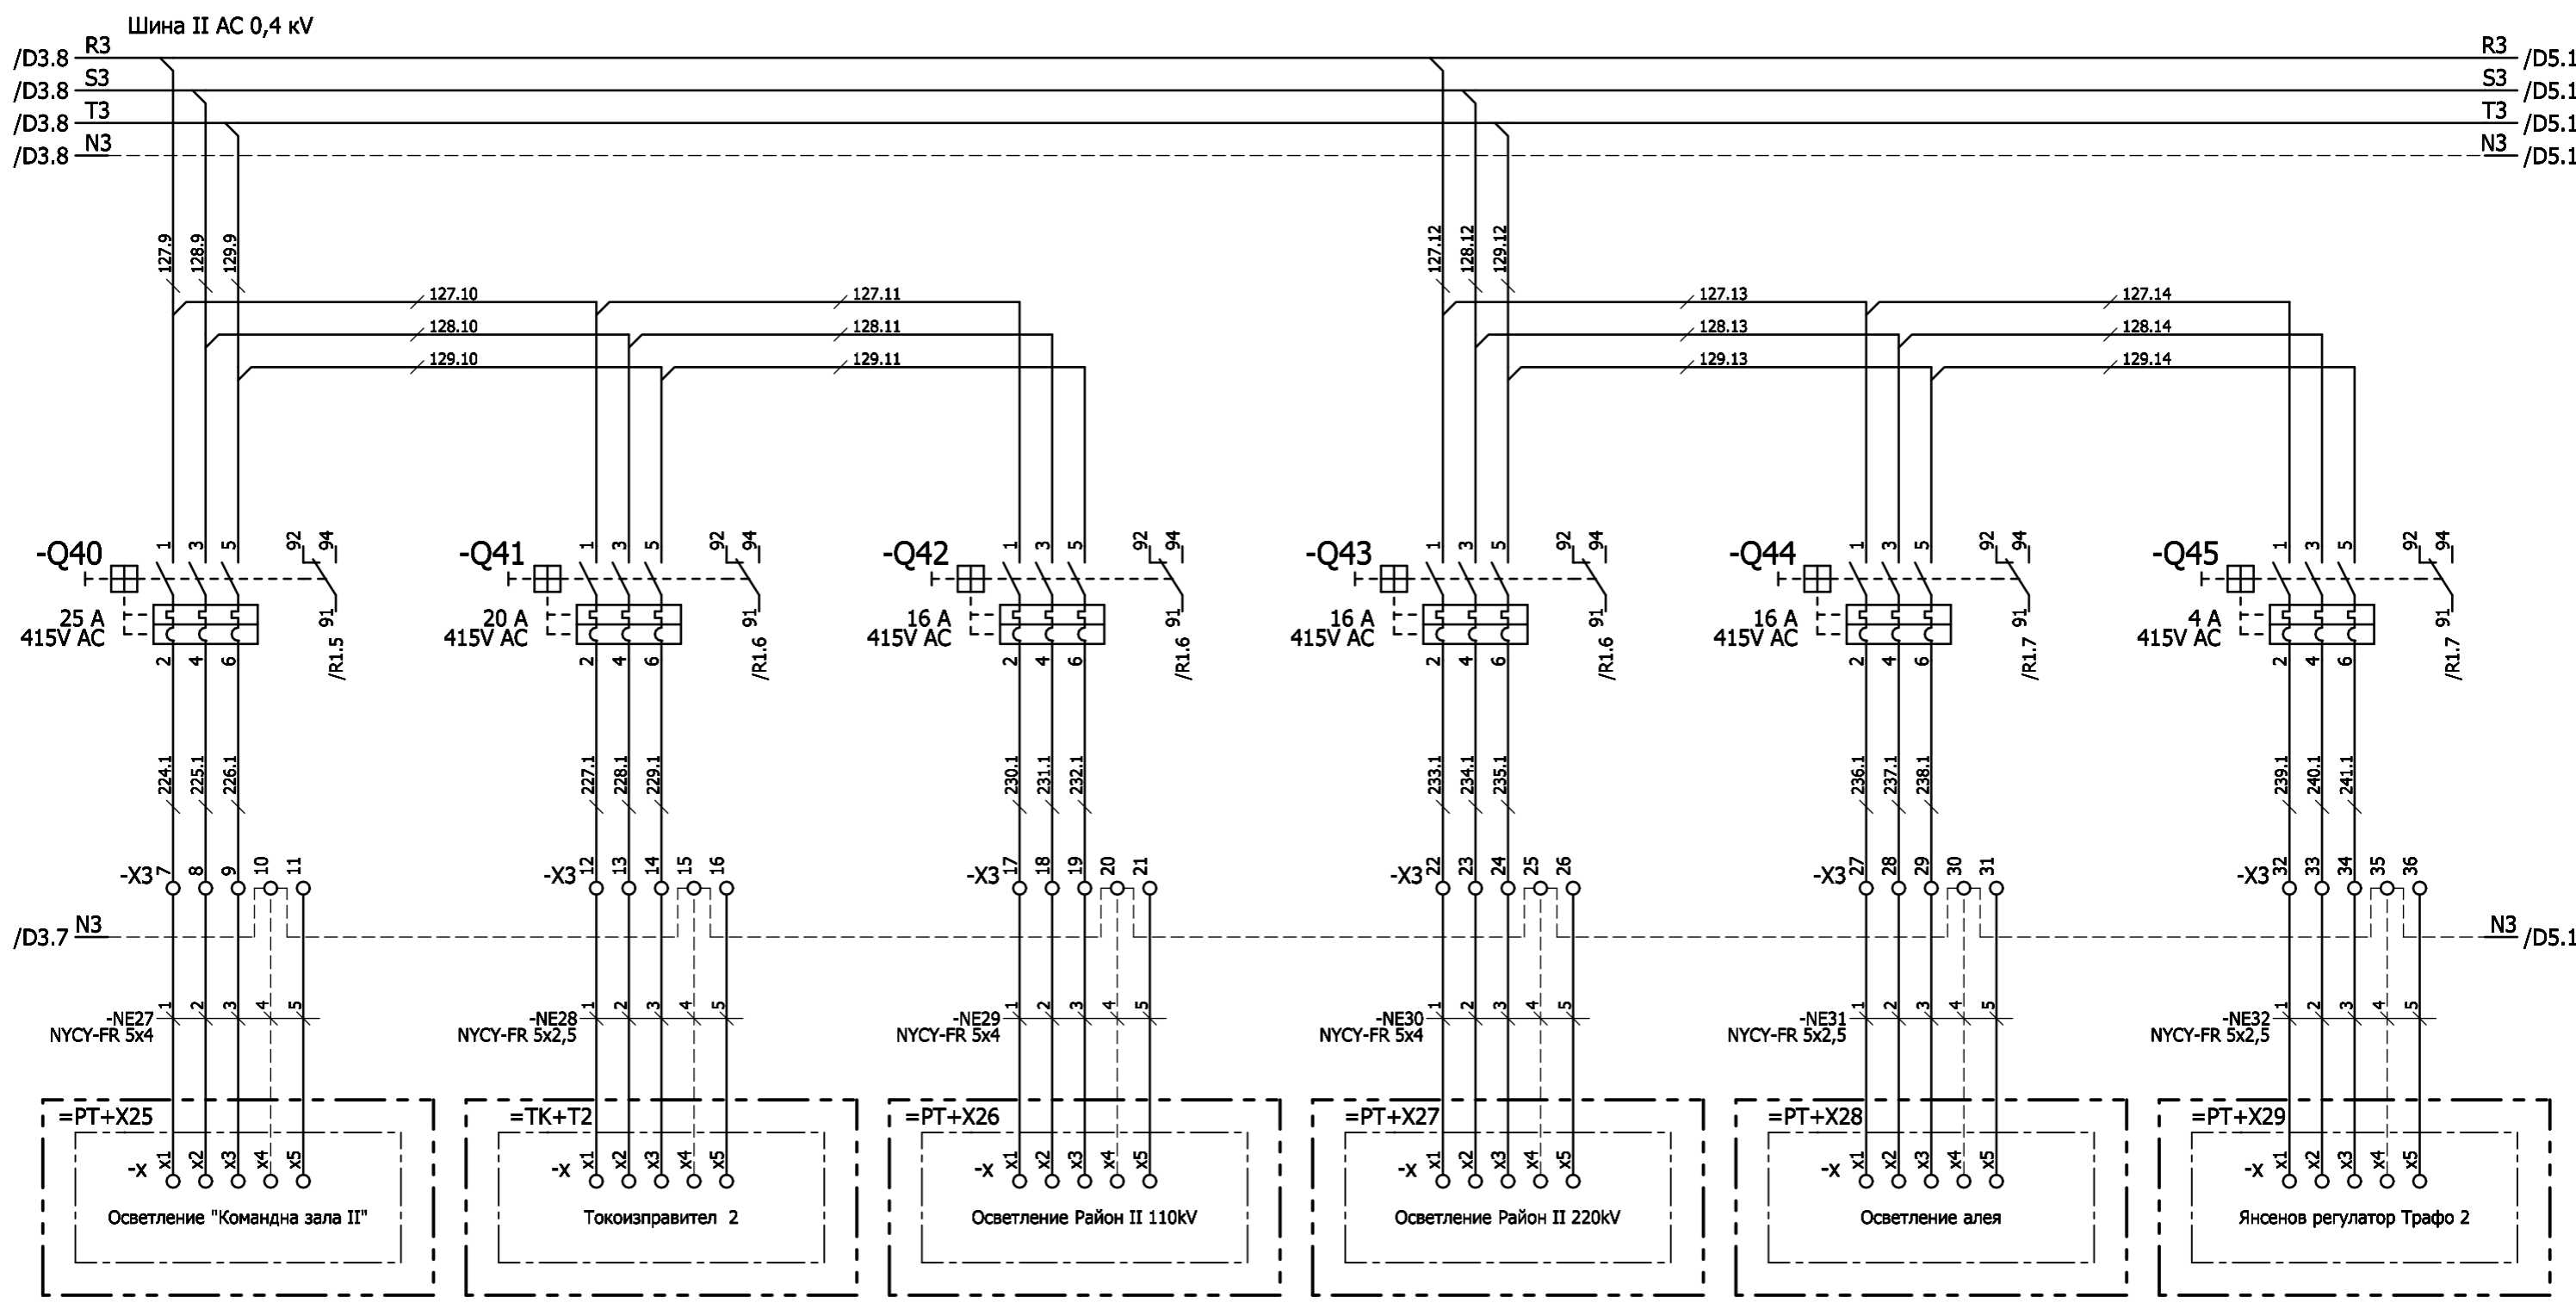 Шина II AC 0,4 кV
/D3.8 R3 R3 /D5.1
/D3.8 S3 S3 /D5.1
/D3.8 T3 T3 /D5.1
/D3.8 N3 N3 /D5.1
127.9 128.9 129.9 127.12 128.12 129.12
127.10 127.11 127.13 127.14
128.10 128.11 128.13 128.14
129.10 129.11 129.13 129.14
-Q40 1 3 5 92 94 -Q41 1 3 5 92 94 -Q42 1 3 5 92 94 -Q43 1 3 5 92 94 -Q44 1 3 5 92 94 -Q45 1 3 5 92 94
25 A 91 20 A 91 16 A 91 16 A 91 16 A 91 4 A 91
415V AC 415V AC 415V AC 415V AC 415V AC 415V AC
2 4 6 /R1.5 2 4 6 /R1.6 2 4 6 /R1.6 2 4 6 /R1.6 2 4 6 /R1.7 2 4 6 /R1.7
224.1 225.1 226.1 227.1 228.1 229.1 230.1 231.1 232.1 233.1 234.1 235.1 236.1 237.1 238.1 239.1 240.1 241.1
-X3 7 8 9 10 11 -X3 12 13 14 15 16 -X3 17 18 19 20 21 -X3 22 23 24 25 26 -X3 27 28 29 30 31 -X3 32 33 34 35 36
/D3.7 N3 N3 /D5.1
-NE27 1 2 3 4 5 -NE28 1 2 3 4 5 -NE29 1 2 3 4 5 -NE30 1 2 3 4 5 -NE31 1 2 3 4 5 -NE32 1 2 3 4 5
NYCY-FR 5x4 NYCY-FR 5x2,5 NYCY-FR 5x4 NYCY-FR 5x4 NYCY-FR 5x2,5 NYCY-FR 5x2,5
=PT+X25 =TK+T2 =PT+X26 =PT+X27 =PT+X28 =PT+X29
-x x1 x2 x3 x4 x5 -x x1 x2 x3 x4 x5 -x x1 x2 x3 x4 x5 -x x1 x2 x3 x4 x5 -x x1 x2 x3 x4 x5 -x x1 x2 x3 x4 x5
Осветление "Командна зала II" Токоизправител 2 Осветление Район II 110kV Осветление Район II 220kV Осветление алея Янсенов регулатор Трафо 2